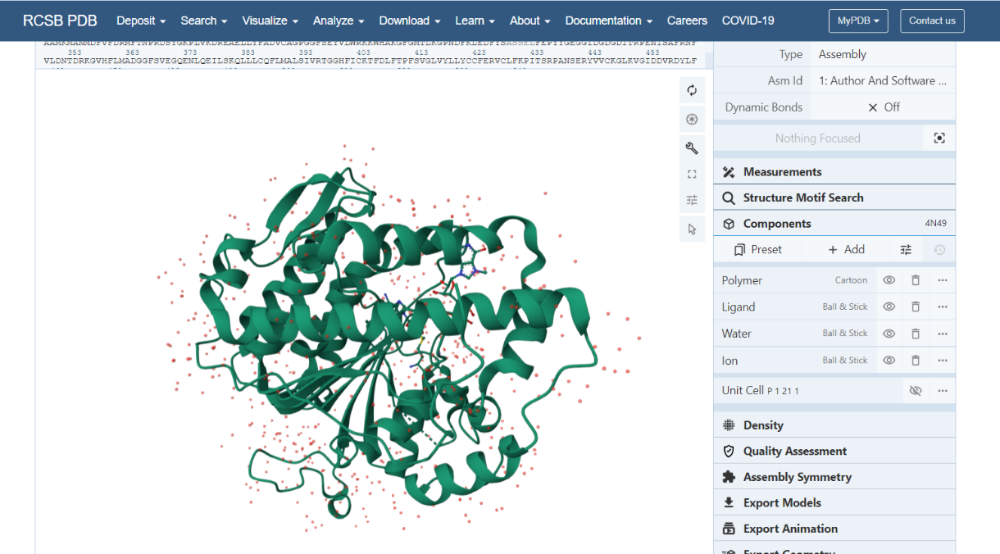 RCSB PDB Deposit Search Visualize Analyze Download Learn About Documentation Careers COVID-19 MyPDB Contact us
353 363 373 383 393 403 413 423 433 443 453
VLDNTDRKGVHFLMADGGFSVEGQENLQEILSKQLLLCQFLMALSIVRTGGHFICKTFDLFTPFSVGLVYLLYCCFERVCLFKPITSRPANSERYVVCKGLKVGIDDVRDYLF
Type Assembly
Asm Id 1: Author And Software ...
Dynamic Bonds Off
Nothing Focused
Measurements
Structure Motif Search
Components 4N49
Preset Add
Polymer Cartoon
Ligand Ball & Stick
Water Ball & Stick
Ion Ball & Stick
Unit Cell P 1 21 1
Density
Quality Assessment
Assembly Symmetry
Export Models
Export Animation
Export Geometry